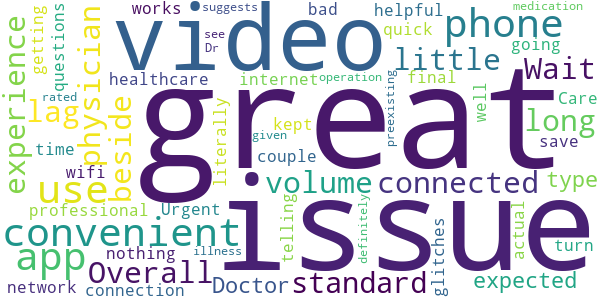 works suggests bad helpful medication
getting questions physician video see Dr quick phone going
experience healthcare internet operation final little Wait
lag beside literally great preexisting well type Care
time wifi use kept given couple long save
professional Urgent volume connected type
convenient telling definitely actual turn
app nothing illness issue glitches expected
network connection Overall Doctor standard